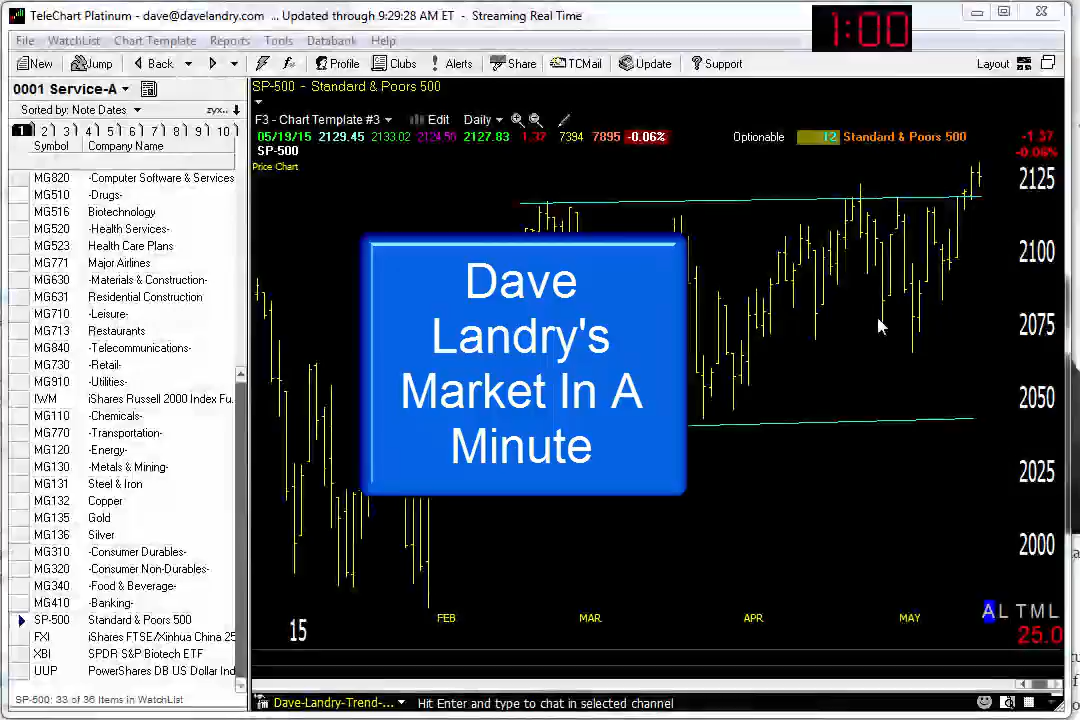 TeleChart Platinum - dave@davelandry.com ... Updated through 9:29:28 AM ET - Streaming Real Time
1:00
File WatchList Chart Template Reports Tools Databank Help
New Jump Back Profile Clubs Alerts Share TCMail Update Support Layout
0001 Service-A
Sorted by: Note Dates zyx..
1 2 3 4 5 6 7 8 9 10
Symbol Company Name
MG820 -Computer Software & Services
MG510 -Drugs-
MG516 Biotechnology
MG520 -Health Services-
MG523 Health Care Plans
MG771 Major Airlines
MG630 -Materials & Construction-
MG631 Residential Construction
MG710 -Leisure-
MG713 Restaurants
MG840 -Telecommunications-
MG730 -Retail-
MG910 -Utilities-
IWM iShares Russell 2000 Index Fu.
MG110 -Chemicals-
MG770 -Transportation-
MG120 -Energy-
MG130 -Metals & Mining-
MG131 Steel & Iron
MG132 Copper
MG135 Gold
MG136 Silver
MG310 -Consumer Durables-
MG320 -Consumer Non-Durables-
MG340 -Food & Beverage-
MG410 -Banking-
SP-500 Standard & Poors 500
FXI iShares FTSE/Xinhua China 25
XBI SPDR S&P Biotech ETF
UUP PowerShares DB US Dollar Ind
SP-500: 33 of 36 Items in WatchList
SP-500 - Standard & Poors 500
F3 - Chart Template #3 Edit Daily
05/19/15 2129.45 2133.02 2124.50 2127.83 1.37 7394 7895 -0.06% Optionable 12 Standard & Poors 500 -1.37
-0.06%
SP-500
Price Chart
2125
2100
2075
2050
2025
2000
Dave
Landry's
Market In A
Minute
15 FEB MAR APR MAY
A L T M L
25.0
Dave-Landry-Trend-... Hit Enter and type to chat in selected channel